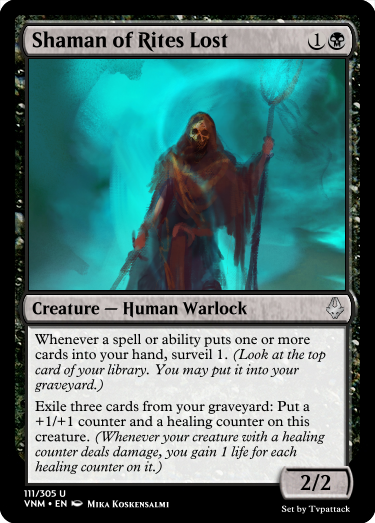 Shaman of Rites Lost 1
Creature — Human Warlock
Whenever a spell or ability puts one or more
cards into your hand, surveil 1. (Look at the top
card of your library. You may put it into your
graveyard.)
Exile three cards from your graveyard: Put a
+1/+1 counter and a healing counter on this
creature. (Whenever your creature with a healing
counter deals damage, you gain 1 life for each
healing counter on it.)
2/2
111/305 U
VNM • EN Mika Koskensalmi
Set by Tvpattack